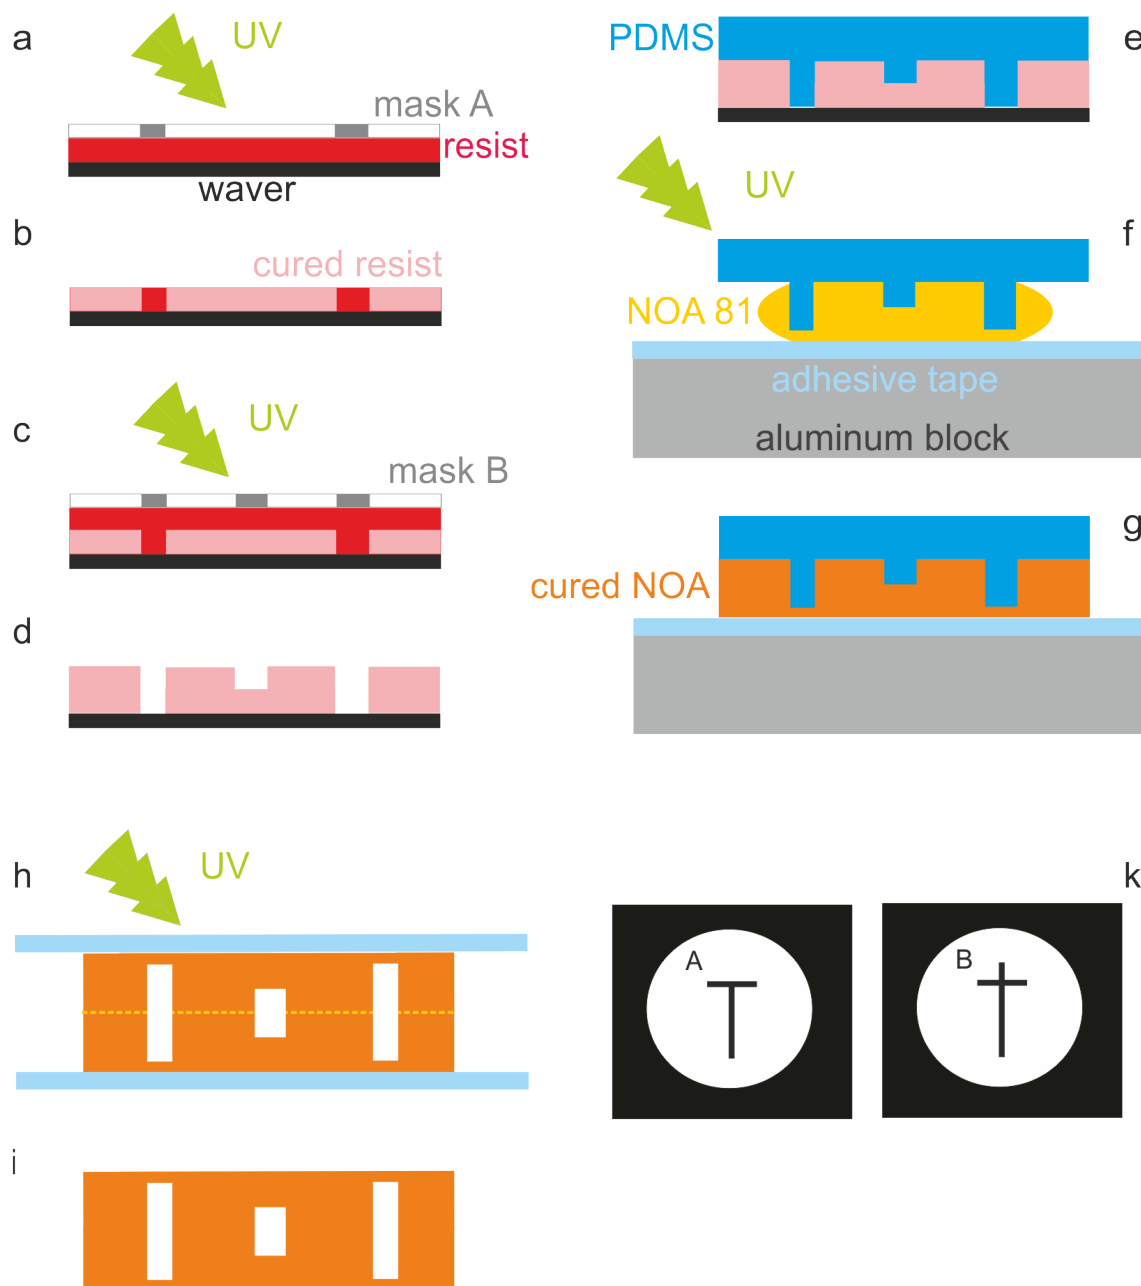 a
UV
mask A
resist
waver
b
cured resist
c
UV
mask B
d
PDMS
e
UV
f
NOA 81
adhesive tape
aluminum block
g
cured NOA
h
UV
i
k
A
B